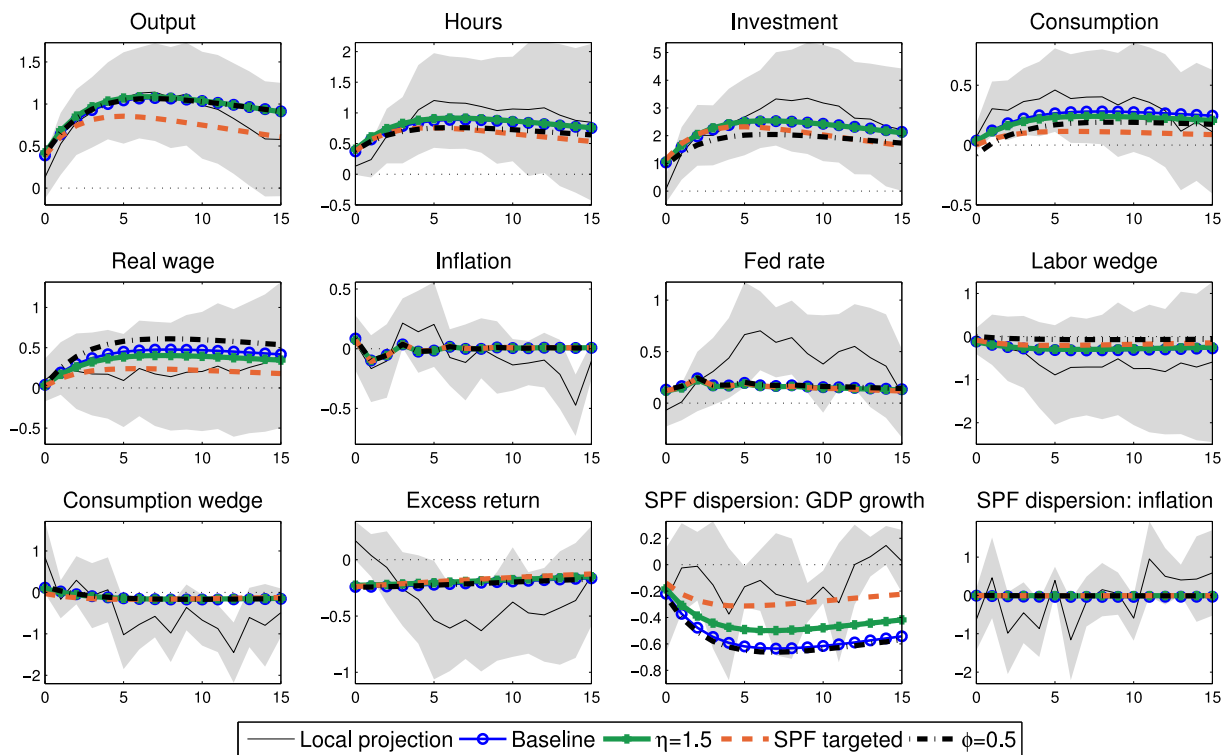 Output Hours Investment Consumption
1.5 2 5 0.5
1 1.5 4
0.5 1 3 0
0 0.5 2
0 1
-0.5 0 -0.5
0 5 10 15 0 5 10 15 0 5 10 15 0 5 10 15
Real wage Inflation Fed rate Labor wedge
1 0.5 1 1
0.5 0 0.5 0
0 -0.5 0 -1
-0.5 -2
0 5 10 15 0 5 10 15 0 5 10 15 0 5 10 15
Consumption wedge Excess return SPF dispersion: GDP growth SPF dispersion: inflation
1 0 0.2 1
0 -0.5 0 0
-1 -1 -0.2 -1
-2 -0.4 -2
-0.6
-0.8
0 5 10 15 0 5 10 15 0 5 10 15 0 5 10 15
Local projection Baseline η=1.5 SPF targeted ϕ=0.5